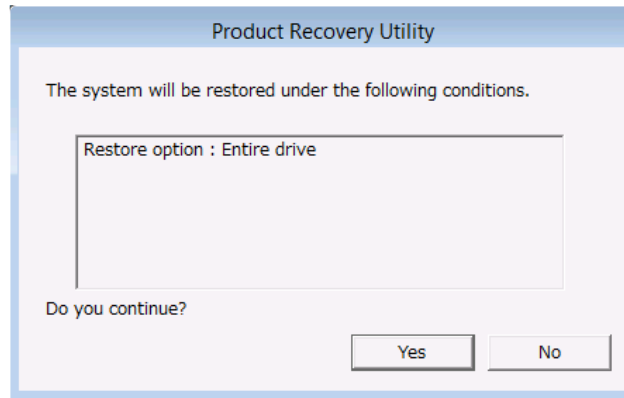 Product Recovery Utility
The system will be restored under the following conditions.
Restore option : Entire drive
Do you continue?
Yes
No